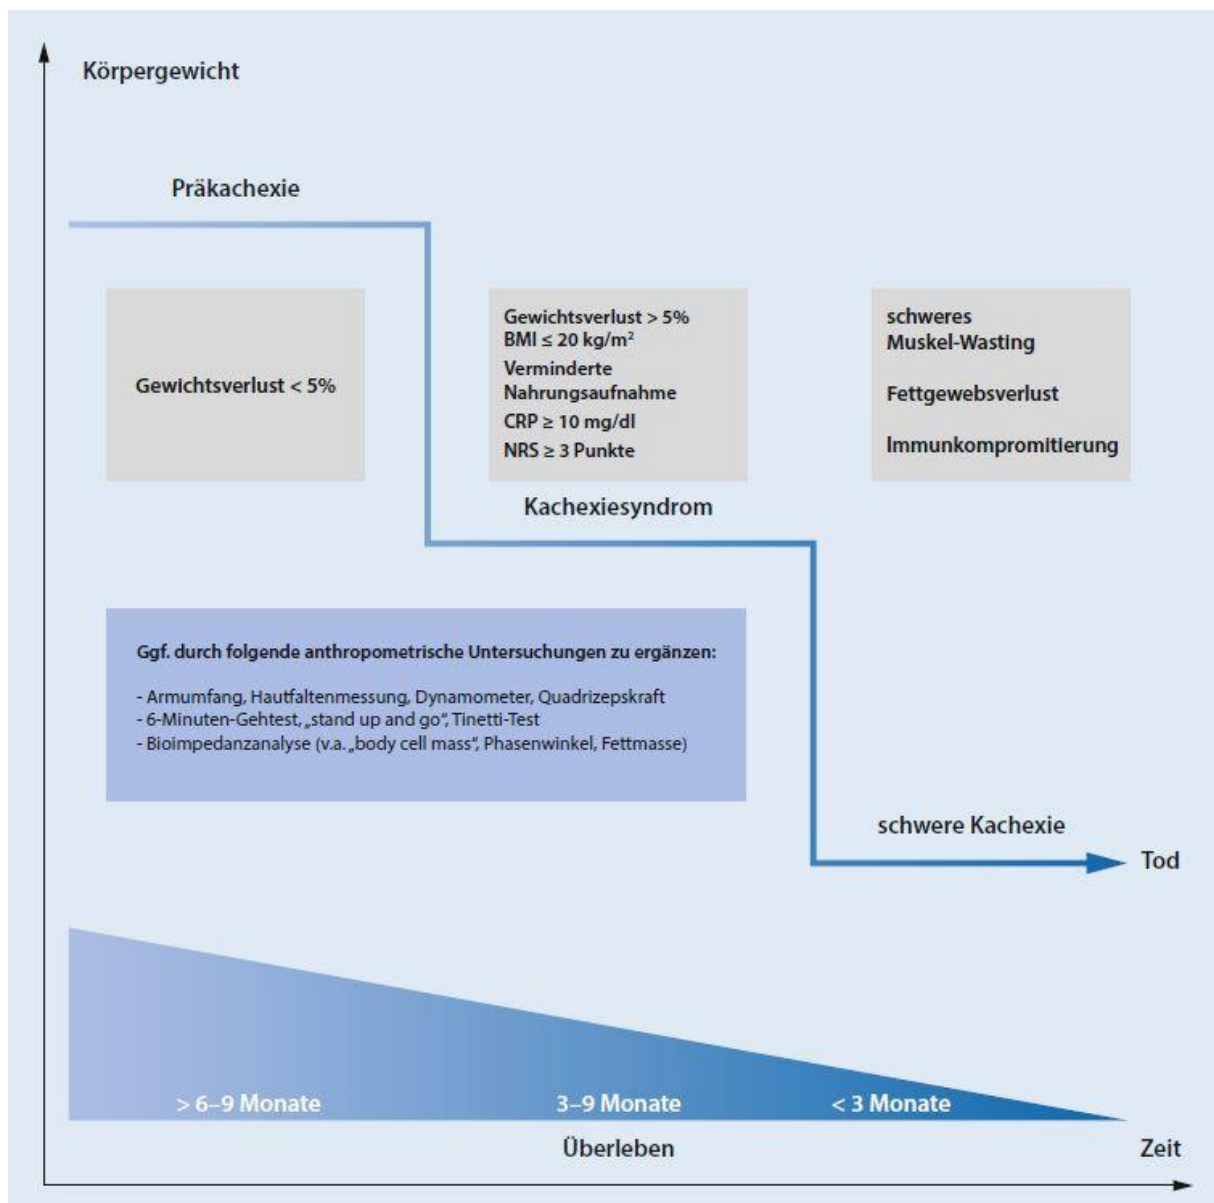 Körpergewicht
Präkachexie
Gewichtsverlust < 5%
Gewichtsverlust > 5%
BMI ≤ 20 kg/m²
Verminderte
Nahrungsaufnahme
CRP ≥ 10 mg/dl
NRS ≥ 3 Punkte
schweres
Muskel-Wasting
Fettgewebsverlust
Immunkompromitierung
Kachexiesyndrom
Ggf. durch folgende anthropometrische Untersuchungen zu ergänzen:
- Armumfang, Hautfaltenmessung, Dynamometer, Quadrizepskraft
- 6-Minuten-Gehtest, „stand up and go“, Tinetti-Test
- Bioimpedanzanalyse (v.a. „body cell mass“, Phasenwinkel, Fettmasse)
schwere Kachexie
Tod
> 6–9 Monate
3–9 Monate
< 3 Monate
Überleben
Zeit